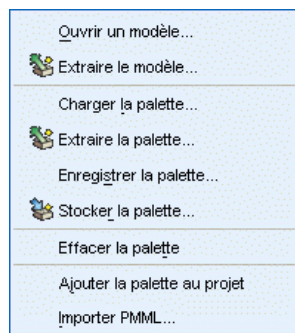 Ouvrir un modèle...
Extraire le modèle...
Charger la palette...
Extraire la palette...
Enregistrer la palette...
Stocker la palette...
Effacer la palette
Ajouter la palette au projet
Importer PMML...